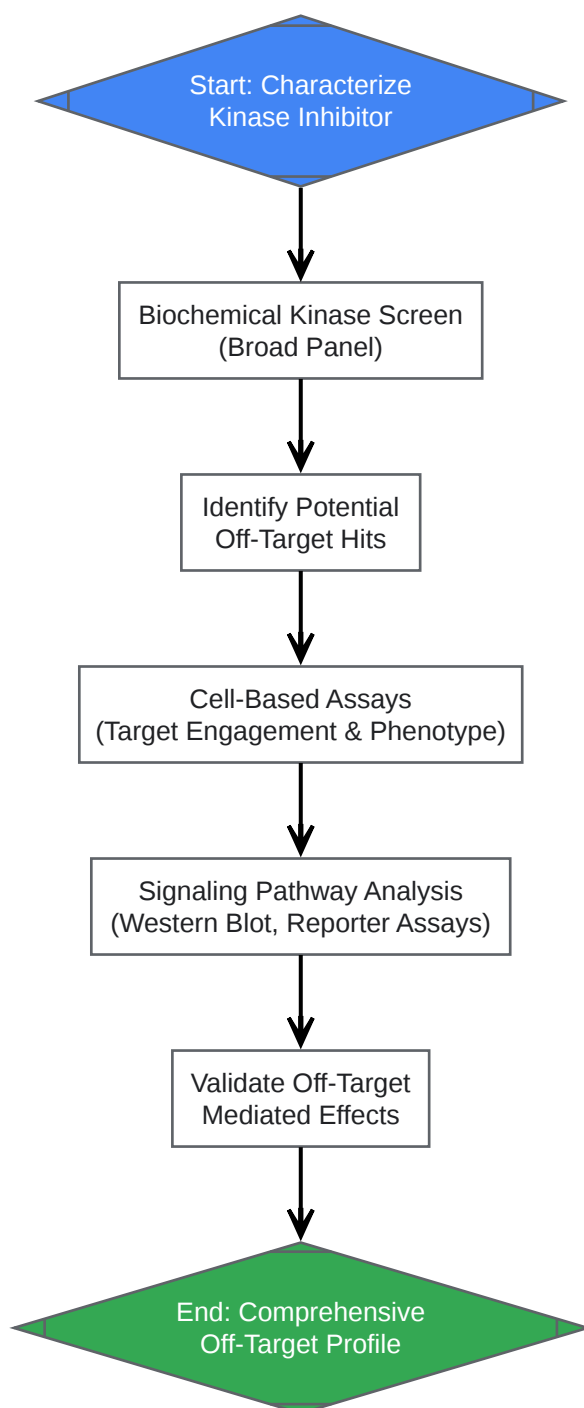 Start: Characterize
Kinase Inhibitor
Biochemical Kinase Screen
(Broad Panel)
Identify Potential
Off-Target Hits
Cell-Based Assays
(Target Engagement & Phenotype)
Signaling Pathway Analysis
(Western Blot, Reporter Assays)
Validate Off-Target
Mediated Effects
End: Comprehensive
Off-Target Profile